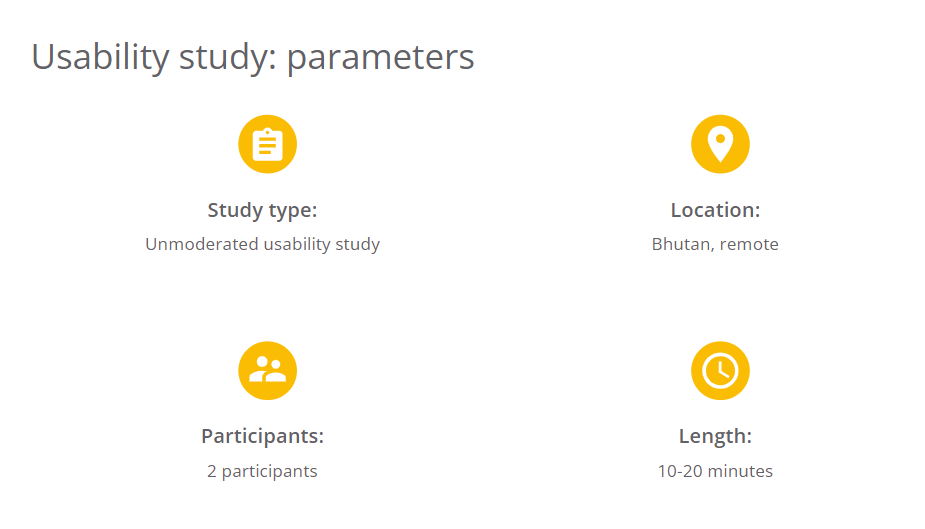 Usability study: parameters
Study type:
Unmoderated usability study
Location:
Bhutan, remote
Participants:
2 participants
Length:
10-20 minutes